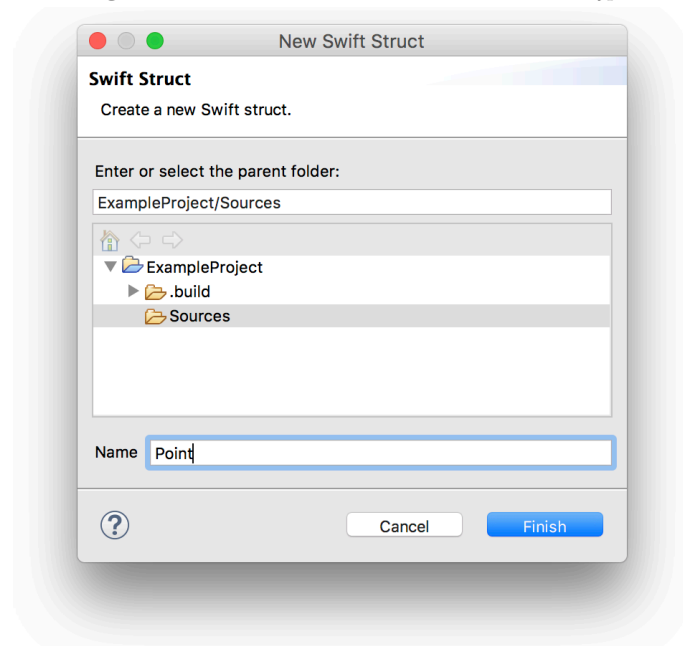 New Swift Struct
Swift Struct
Create a new Swift struct.
Enter or select the parent folder:
ExampleProject/Sources
ExampleProject
.build
Sources
Name Point
? Cancel Finish